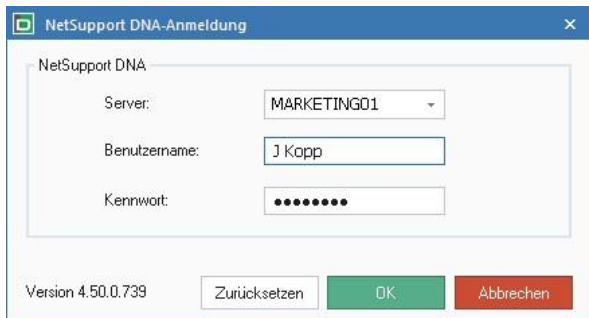 NetSupport DNA-Anmeldung
NetSupport DNA
Server: MARKETING01
Benutzername: J Kopp
Kennwort: ●●●●●●●●
Version 4.50.0.739 Zurücksetzen OK Abbrechen